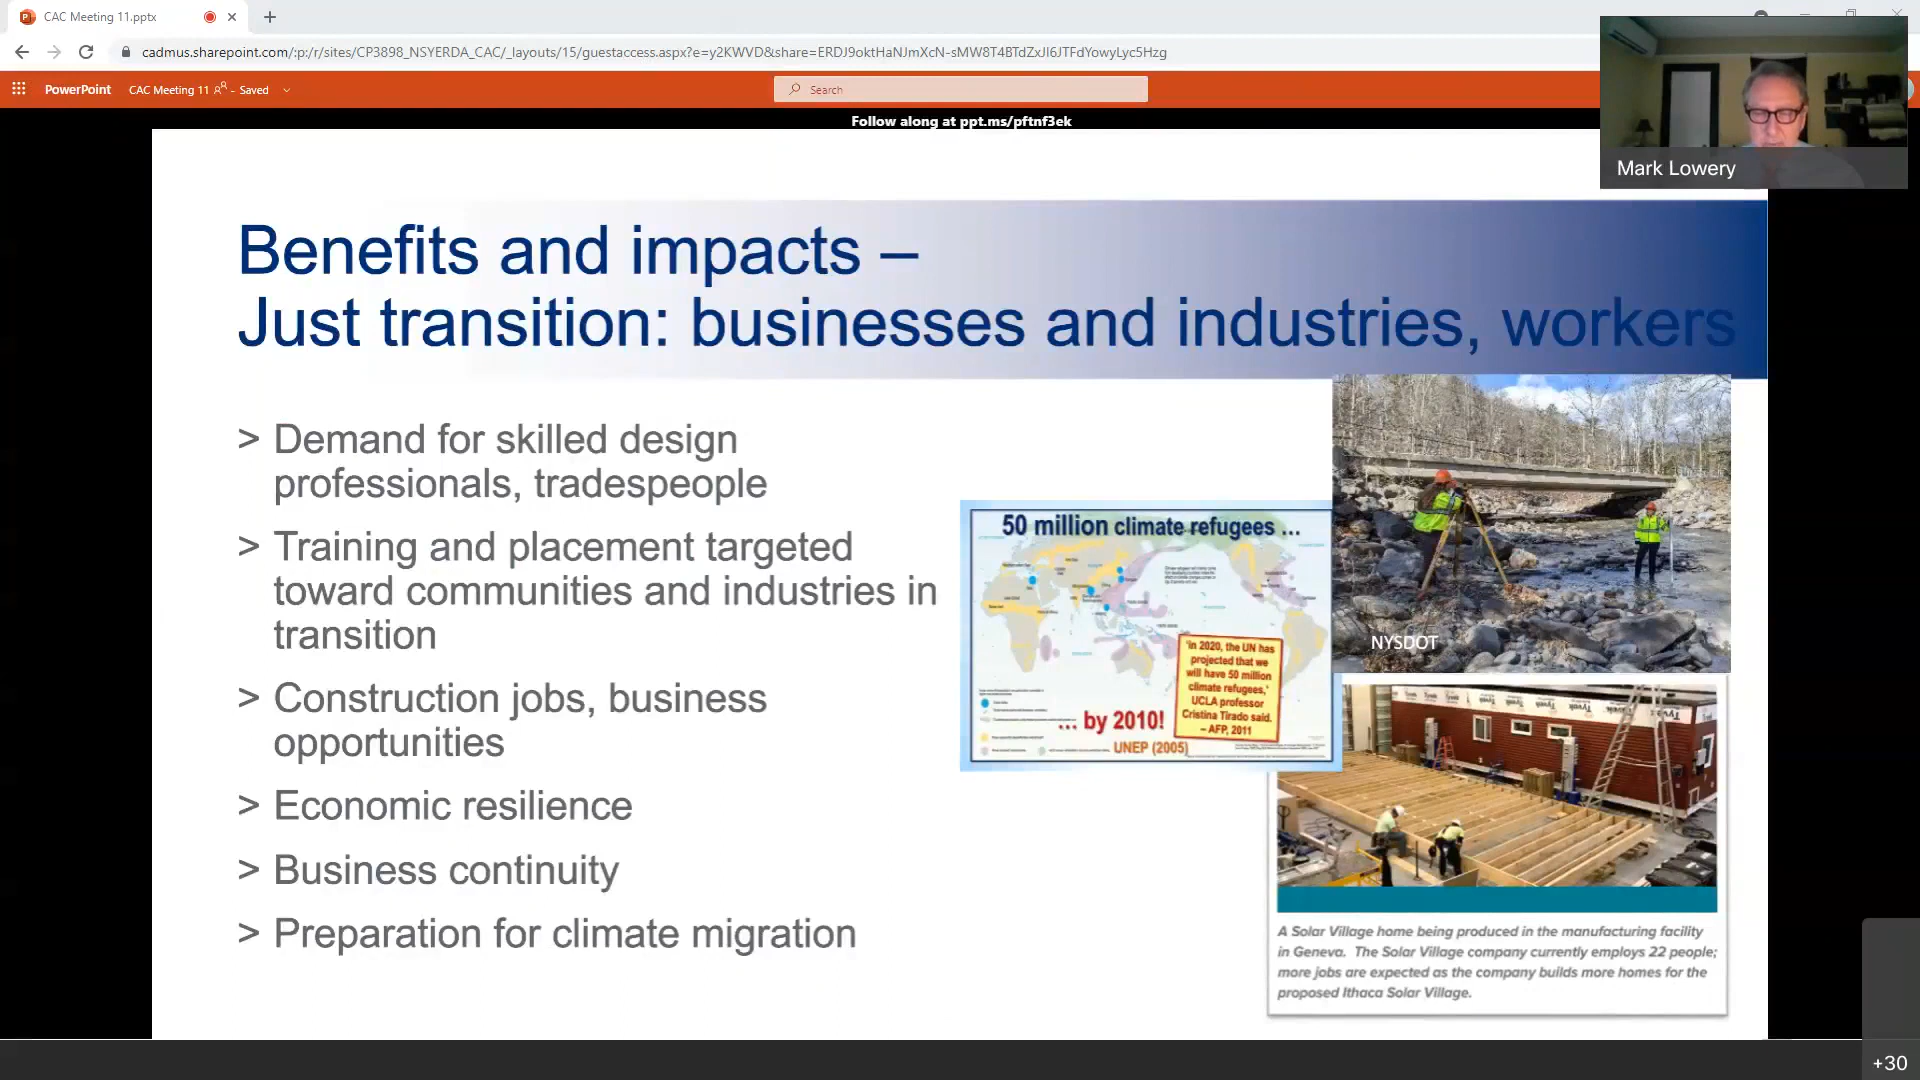 CAC Meeting 11.pptx
cadmus.sharepoint.com/:p:/r/sites/CP3898_NSYERDA_CAC/_layouts/15/guestaccess.aspx?e=y2KWVD&share=ERDJ9oktHaNJmXcN-sMW8T4BTdZxJI6JTFdYowyLyc5Hzg
PowerPoint
CAC Meeting 11 - Saved
Search
Follow along at ppt.ms/pftnf3ek
Mark Lowery
Benefits and impacts –
Just transition: businesses and industries, workers
> Demand for skilled design
professionals, tradespeople
> Training and placement targeted
toward communities and industries in
transition
> Construction jobs, business
opportunities
> Economic resilience
> Business continuity
> Preparation for climate migration
50 million climate refugees ...
'In 2020, the UN has
projected that we
will have 50 million
climate refugees,'
UCLA professor
Cristina Tirado said.
– AFP, 2011
... by 2010!
UNEP (2005)
NYSDOT
A Solar Village home being produced in the manufacturing facility
in Geneva. The Solar Village company currently employs 22 people;
more jobs are expected as the company builds more homes for the
proposed Ithaca Solar Village.
+30